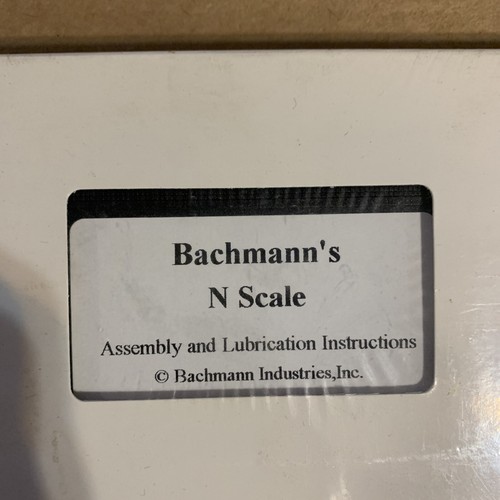 Bachmann's
N Scale
Assembly and Lubrication Instructions
© Bachmann Industries,Inc.